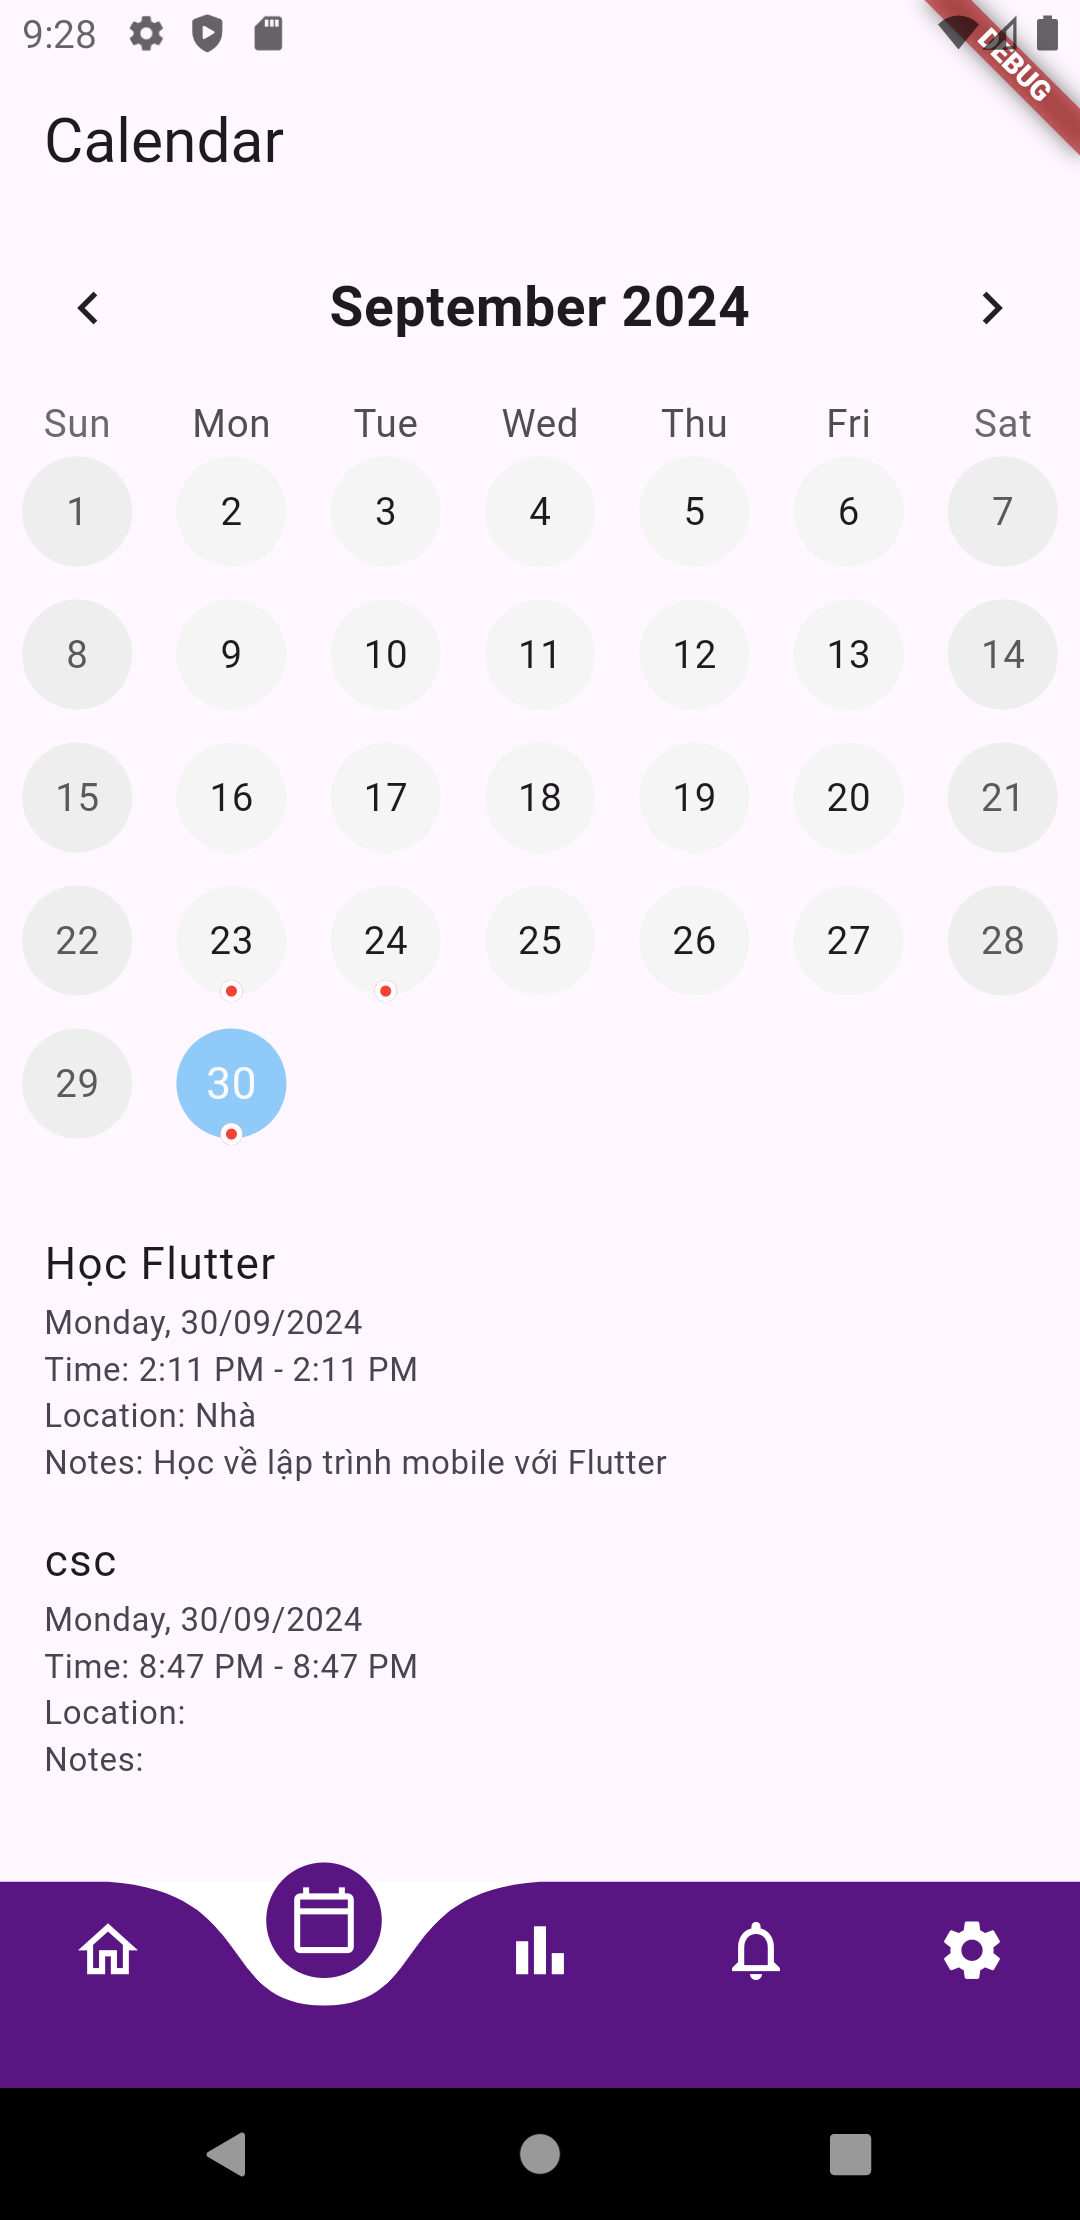 9:28
DEBUG
Calendar
September 2024
Sun Mon Tue Wed Thu Fri Sat
1 2 3 4 5 6 7
8 9 10 11 12 13 14
15 16 17 18 19 20 21
22 23 24 25 26 27 28
29 30
Học Flutter
Monday, 30/09/2024
Time: 2:11 PM - 2:11 PM
Location: Nhà
Notes: Học về lập trình mobile với Flutter
csc
Monday, 30/09/2024
Time: 8:47 PM - 8:47 PM
Location:
Notes: